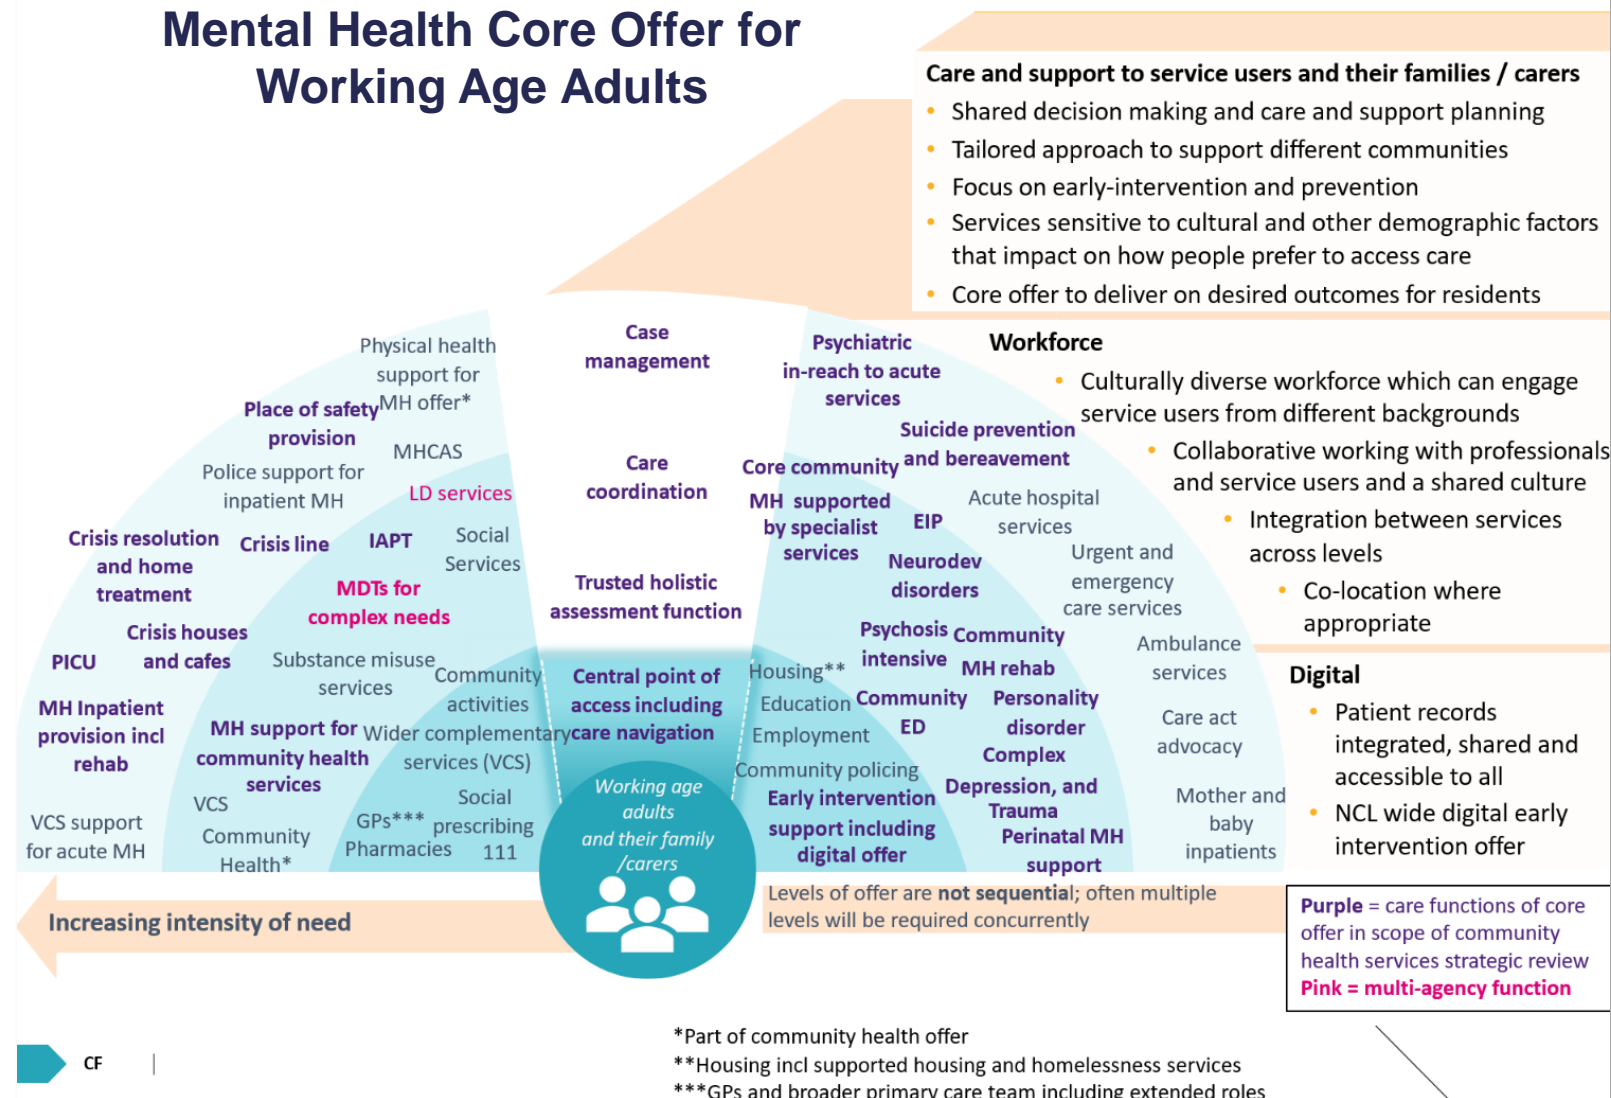 Mental Health Core Offer for
Working Age Adults
Care and support to service users and their families / carers
• Shared decision making and care and support planning
• Tailored approach to support different communities
• Focus on early-intervention and prevention
• Services sensitive to cultural and other demographic factors
that impact on how people prefer to access care
• Core offer to deliver on desired outcomes for residents
Workforce
• Culturally diverse workforce which can engage
service users from different backgrounds
• Collaborative working with professionals
and service users and a shared culture
• Integration between services
across levels
• Co-location where
appropriate
Digital
• Patient records
integrated, shared and
accessible to all
• NCL wide digital early
intervention offer
Physical health
support for
MH offer*
Place of safety
provision
MHCAS
Police support for
inpatient MH
LD services
Crisis resolution
and home
treatment
Crisis line
IAPT
Social
Services
MDTs for
complex needs
Crisis houses
and cafes
PICU
Substance misuse
services
Community
activities
MH Inpatient
provision incl
rehab
MH support for
community health
services
Wider complementary
services (VCS)
VCS
Community
Health*
VCS support
for acute MH
GPs***
Pharmacies
Social
prescribing
111
Case
management
Care
coordination
Trusted holistic
assessment function
Central point of
access including
care navigation
Working age
adults
and their family
/carers
Psychiatric
in-reach to acute
services
Suicide prevention
and bereavement
Core community
MH supported
by specialist
services
EIP
Acute hospital
services
Neurodev
disorders
Urgent and
emergency
care services
Psychosis
intensive
Community
MH rehab
Ambulance
services
Housing**
Education
Employment
Community policing
Community
ED
Personality
disorder
Complex
Depression, and
Trauma
Care act
advocacy
Early intervention
support including
digital offer
Perinatal MH
support
Mother and
baby
inpatients
Increasing intensity of need
Levels of offer are not sequential; often multiple
levels will be required concurrently
Purple = care functions of core
offer in scope of community
health services strategic review
Pink = multi-agency function
*Part of community health offer
**Housing incl supported housing and homelessness services
***GPs and broader primary care team including extended roles
CF